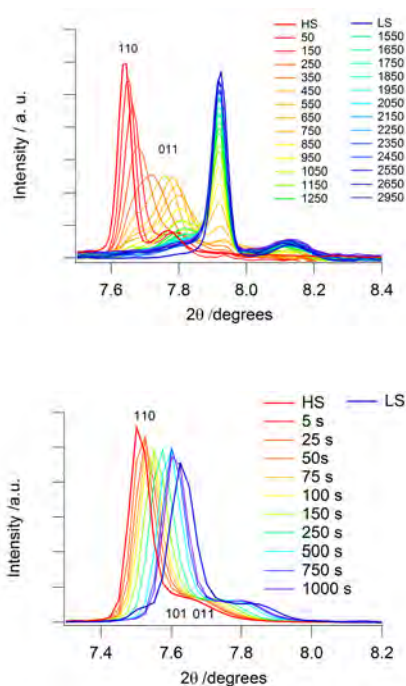 110
011
Intensity / a. u.
7.6 7.8 8.0 8.2 8.4
2θ /degrees
HS
50
150
250
350
450
550
650
750
850
950
1050
1150
1250
LS
1550
1650
1750
1850
1950
2050
2150
2250
2350
2450
2550
2650
2950
110
101 011
Intensity /a.u.
7.4 7.6 7.8 8.0 8.2
2θ /degrees
HS
5 s
25 s
50s
75 s
100 s
150 s
250 s
500 s
750 s
1000 s
LS